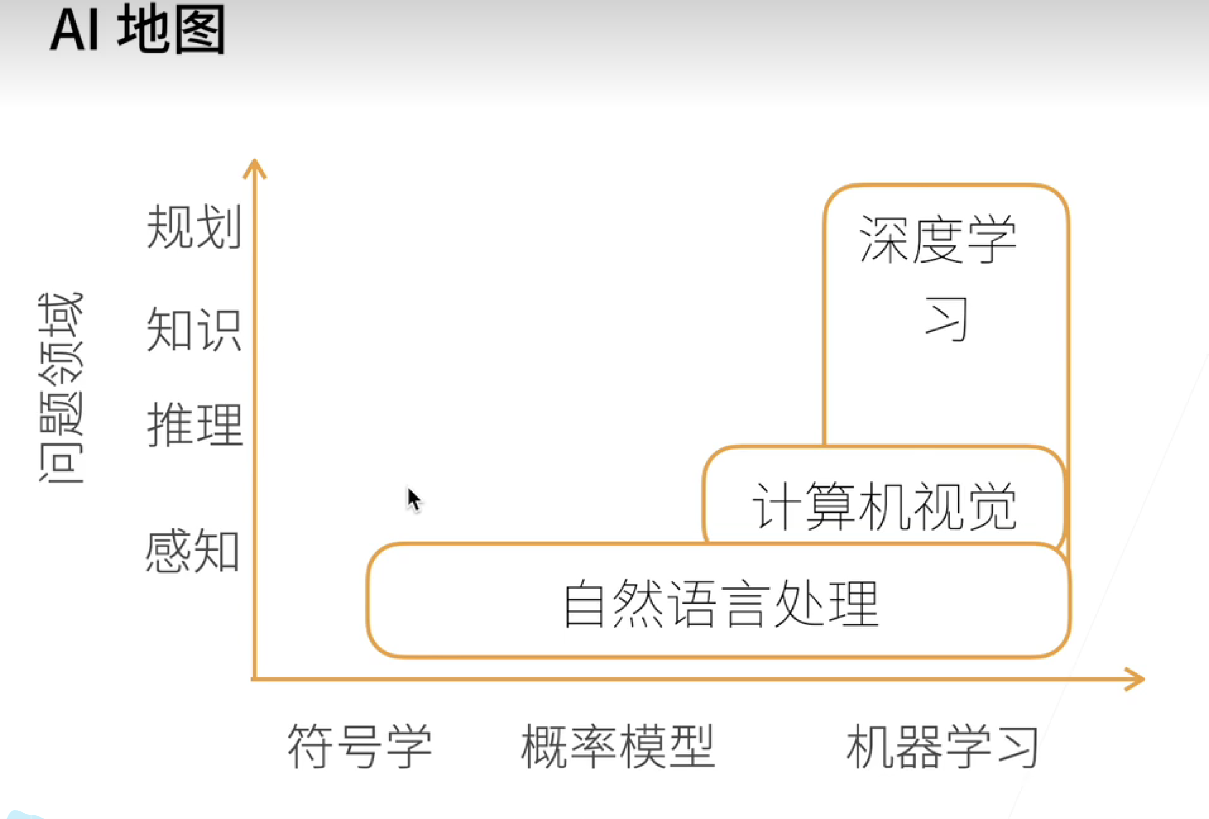 AI 地图
问题领域
规划
知识
推理
感知
深度学
习
计算机视觉
自然语言处理
符号学
概率模型
机器学习